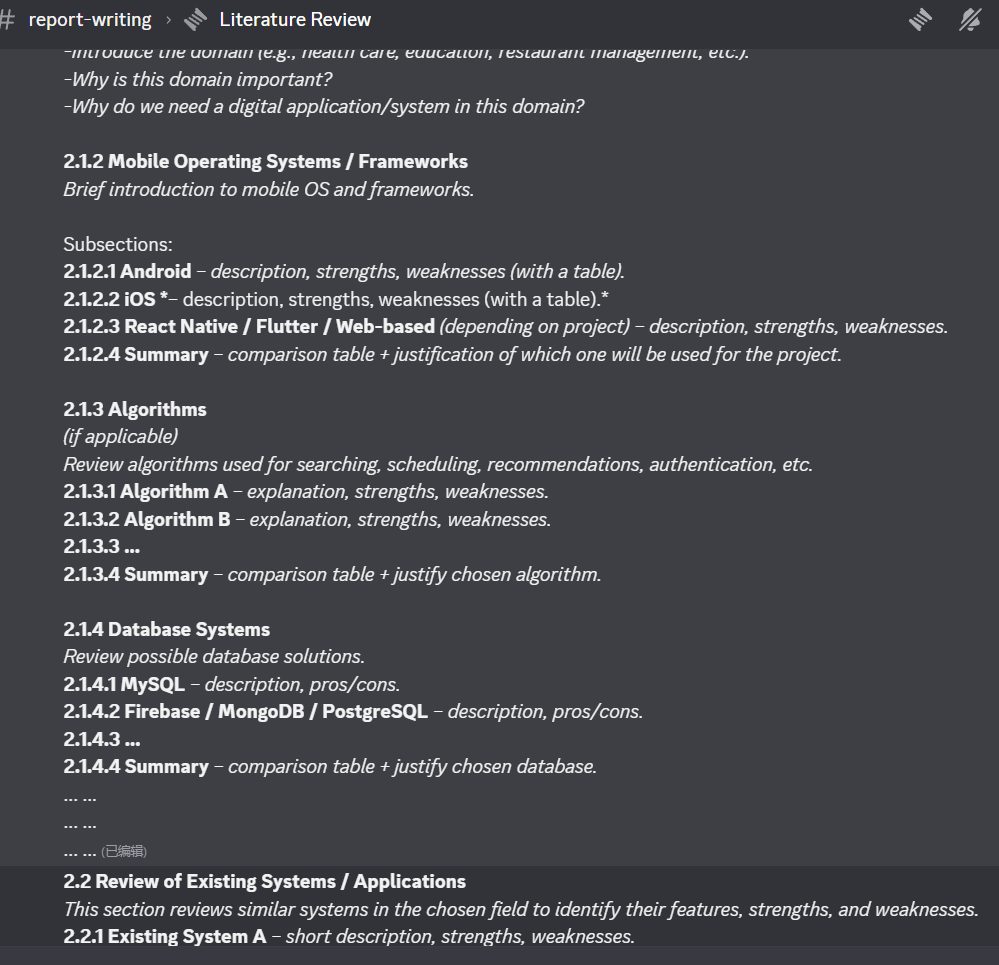 # report-writing › Literature Review
-Introduce the domain (e.g., health care, education, restaurant management, etc.).
-Why is this domain important?
-Why do we need a digital application/system in this domain?
2.1.2 Mobile Operating Systems / Frameworks
Brief introduction to mobile OS and frameworks.
Subsections:
2.1.2.1 Android – description, strengths, weaknesses (with a table).
2.1.2.2 iOS *– description, strengths, weaknesses (with a table).*
2.1.2.3 React Native / Flutter / Web-based (depending on project) – description, strengths, weaknesses.
2.1.2.4 Summary – comparison table + justification of which one will be used for the project.
2.1.3 Algorithms
(if applicable)
Review algorithms used for searching, scheduling, recommendations, authentication, etc.
2.1.3.1 Algorithm A – explanation, strengths, weaknesses.
2.1.3.2 Algorithm B – explanation, strengths, weaknesses.
2.1.3.3 ...
2.1.3.4 Summary – comparison table + justify chosen algorithm.
2.1.4 Database Systems
Review possible database solutions.
2.1.4.1 MySQL – description, pros/cons.
2.1.4.2 Firebase / MongoDB / PostgreSQL – description, pros/cons.
2.1.4.3 ...
2.1.4.4 Summary – comparison table + justify chosen database.
... ...
... ...
... ... (已编辑)
2.2 Review of Existing Systems / Applications
This section reviews similar systems in the chosen field to identify their features, strengths, and weaknesses.
2.2.1 Existing System A – short description, strengths, weaknesses.